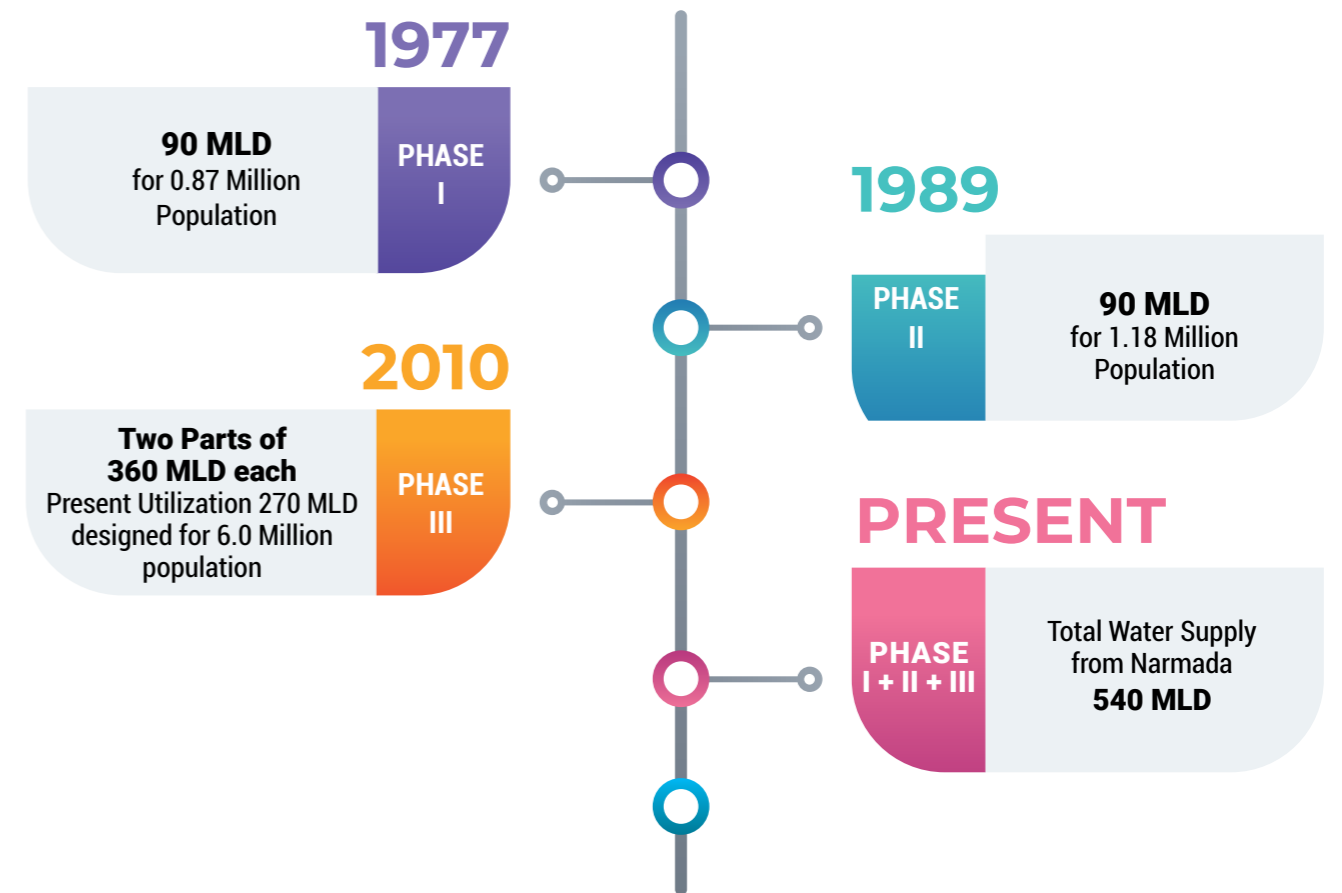 1977
90 MLD
for 0.87 Million
Population
PHASE
I
1989
PHASE
II
90 MLD
for 1.18 Million
Population
2010
Two Parts of
360 MLD each
Present Utilization 270 MLD
designed for 6.0 Million
population
PHASE
III
PRESENT
PHASE
I + II + III
Total Water Supply
from Narmada
540 MLD